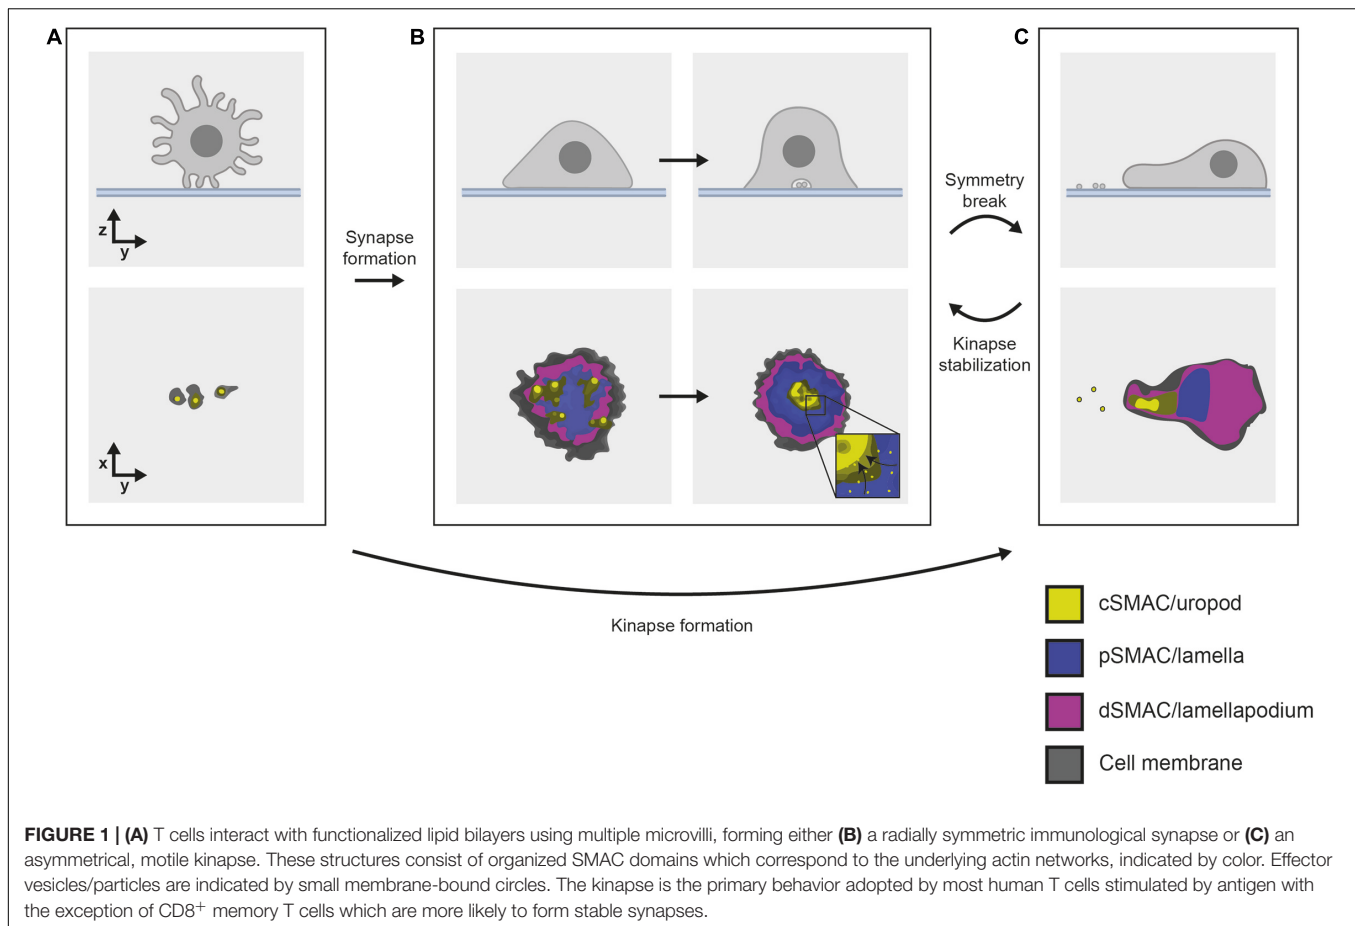 A
B
C
z
y
x
y
Synapse
formation
Symmetry
break
Kinapse
stabilization
Kinapse formation
cSMAC/uropod
pSMAC/lamella
dSMAC/lamellapodium
Cell membrane
FIGURE 1 | (A) T cells interact with functionalized lipid bilayers using multiple microvilli, forming either (B) a radially symmetric immunological synapse or (C) an
asymmetrical, motile kinapse. These structures consist of organized SMAC domains which correspond to the underlying actin networks, indicated by color. Effector
vesicles/particles are indicated by small membrane-bound circles. The kinapse is the primary behavior adopted by most human T cells stimulated by antigen with
the exception of CD8+ memory T cells which are more likely to form stable synapses.